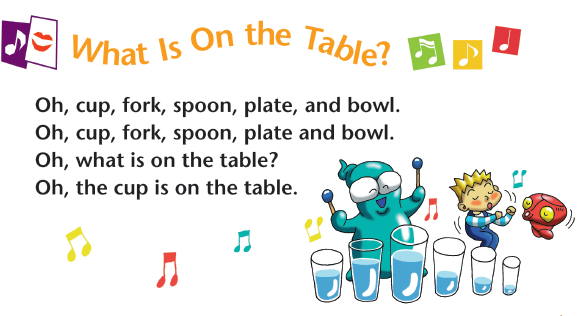 What Is On the Table?
Oh, cup, fork, spoon, plate, and bowl.
Oh, cup, fork, spoon, plate and bowl.
Oh, what is on the table?
Oh, the cup is on the table.